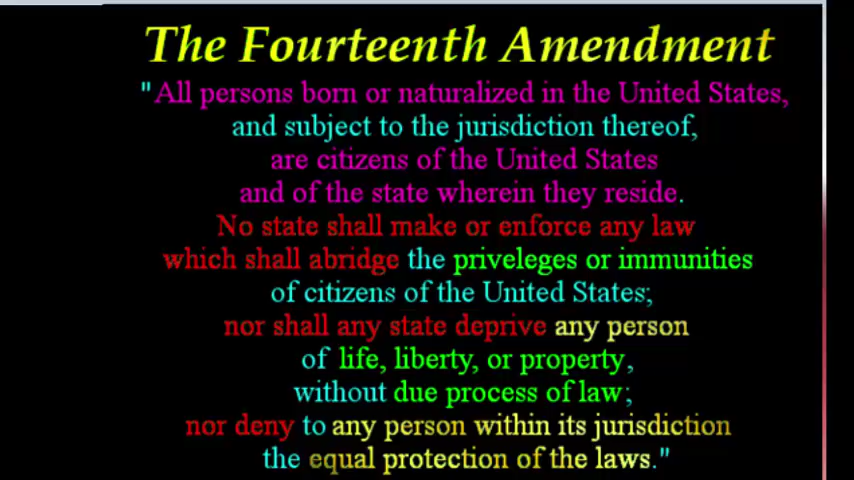 The Fourteenth Amendment
"All persons born or naturalized in the United States,
and subject to the jurisdiction thereof,
are citizens of the United States
and of the state wherein they reside.
No state shall make or enforce any law
which shall abridge the priveleges or immunities
of citizens of the United States;
nor shall any state deprive any person
of life, liberty, or property,
without due process of law;
nor deny to any person within its jurisdiction
the equal protection of the laws."